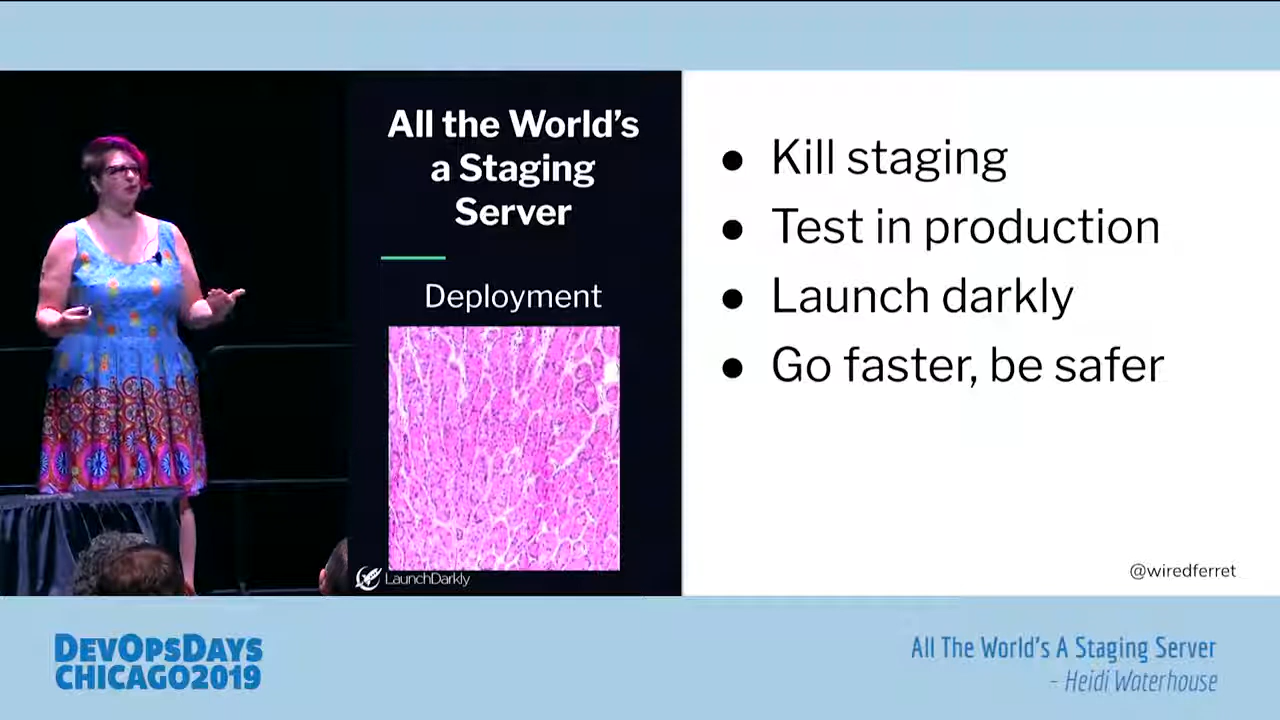 All the World's
a Staging
Server
Deployment
LaunchDarkly
• Kill staging
• Test in production
• Launch darkly
• Go faster, be safer
@wiredferret
DEVOPSDAYS
CHICAGO2019
All The World's A Staging Server
- Heidi Waterhouse